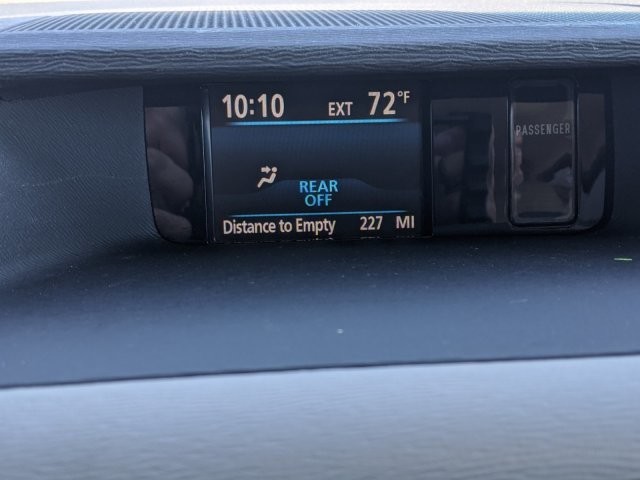 10:10 EXT 72°F
PASSENGER
REAR
OFF
Distance to Empty 227 MI